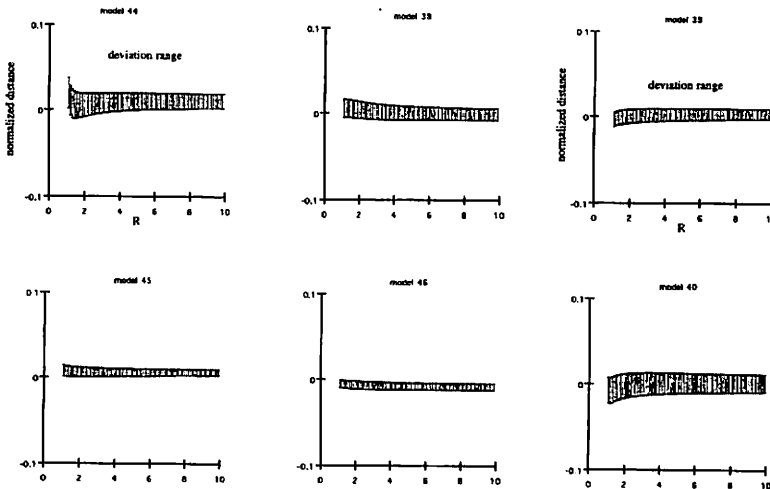 model 44
0.1
deviation range
normalized distance
0
-0.1
0 2 4 6 8 10
R
model 38
0.1
0
-0.1
0 2 4 6 8 10
model 39
0.1
deviation range
normalized distance
0
-0.1
0 2 4 6 8 10
R
model 45
0.1
0
-0.1
0 2 4 6 8 10
model 46
0.1
0
-0.1
0 2 4 6 8 10
model 40
0.1
0
-0.1
0 2 4 6 8 10